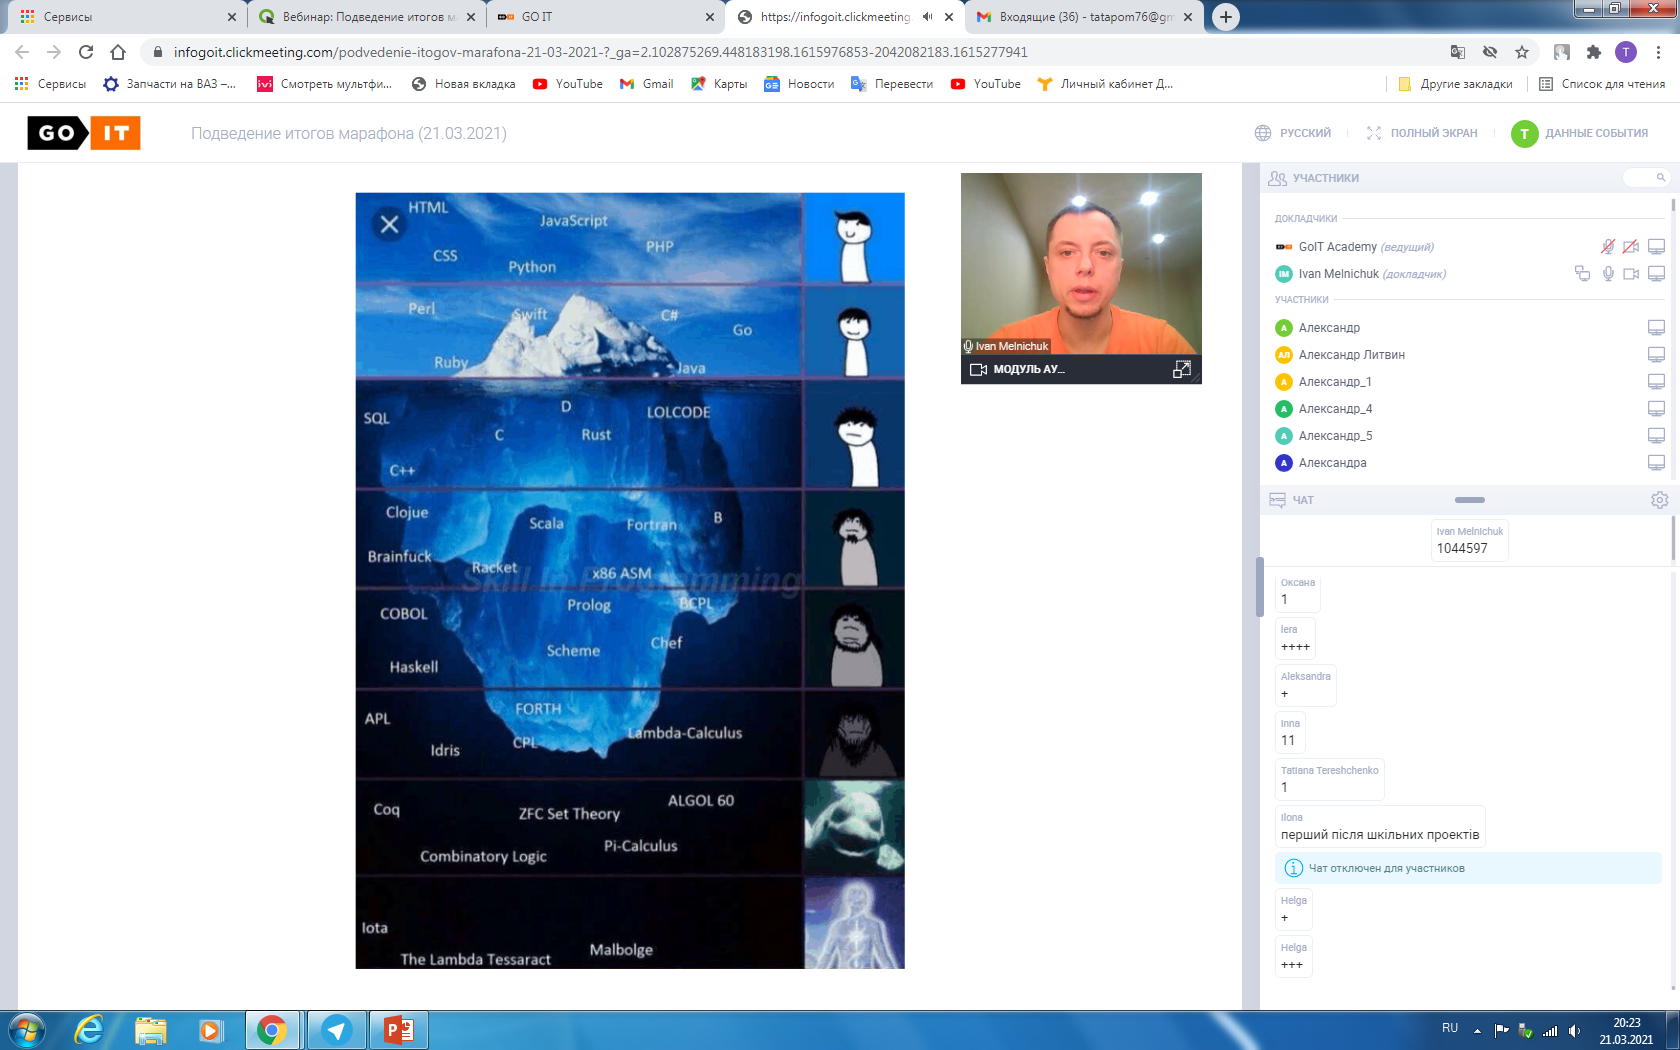 Сервисы
Вебинар: Подведение итогов м
GO IT
https://infogoit.clickmeeting.
Входящие (36) - tatapom76@gm
infogoit.clickmeeting.com/podvedenie-itogov-marafona-21-03-2021-?_ga=2.102875269.448183198.1615976853-2042082183.1615277941
T
Сервисы
Запчасти на ВАЗ –...
ivi
Смотреть мультфи...
Новая вкладка
YouTube
Gmail
Карты
Новости
Перевести
YouTube
Личный кабинет Д...
Другие закладки
Список для чтения
GO IT
Подведение итогов марафона (21.03.2021)
РУССКИЙ
ПОЛНЫЙ ЭКРАН
T
ДАННЫЕ СОБЫТИЯ
HTML
JavaScript
PHP
CSS
Python
Perl
Swift
C#
Go
Ruby
Java
SQL
D
LOLCODE
C
Rust
C++
Clojue
Scala
Fortran
B
Brainfuck
Racket
x86 ASM
COBOL
Prolog
BCPL
Scheme
Chef
Haskell
APL
FORTH
Idris
CPL
Lambda-Calculus
Coq
ZFC Set Theory
ALGOL 60
Combinatory Logic
Pi-Calculus
Iota
The Lambda Tessaract
Malbolge
Ivan Melnichuk
МОДУЛЬ АУ...
УЧАСТНИКИ
ДОКЛАДЧИКИ
GoIT Academy (ведущий)
IM Ivan Melnichuk (докладчик)
УЧАСТНИКИ
А Александр
АЛ Александр Литвин
А Александр_1
А Александр_4
А Александр_5
А Александра
ЧАТ
Ivan Melnichuk
1044597
Оксана
1
lera
++++
Aleksandra
+
Inna
11
Tatiana Tereshchenko
1
Ilona
перший після шкільних проектів
Чат отключен для участников
Helga
+
Helga
+++
RU
20:23
21.03.2021